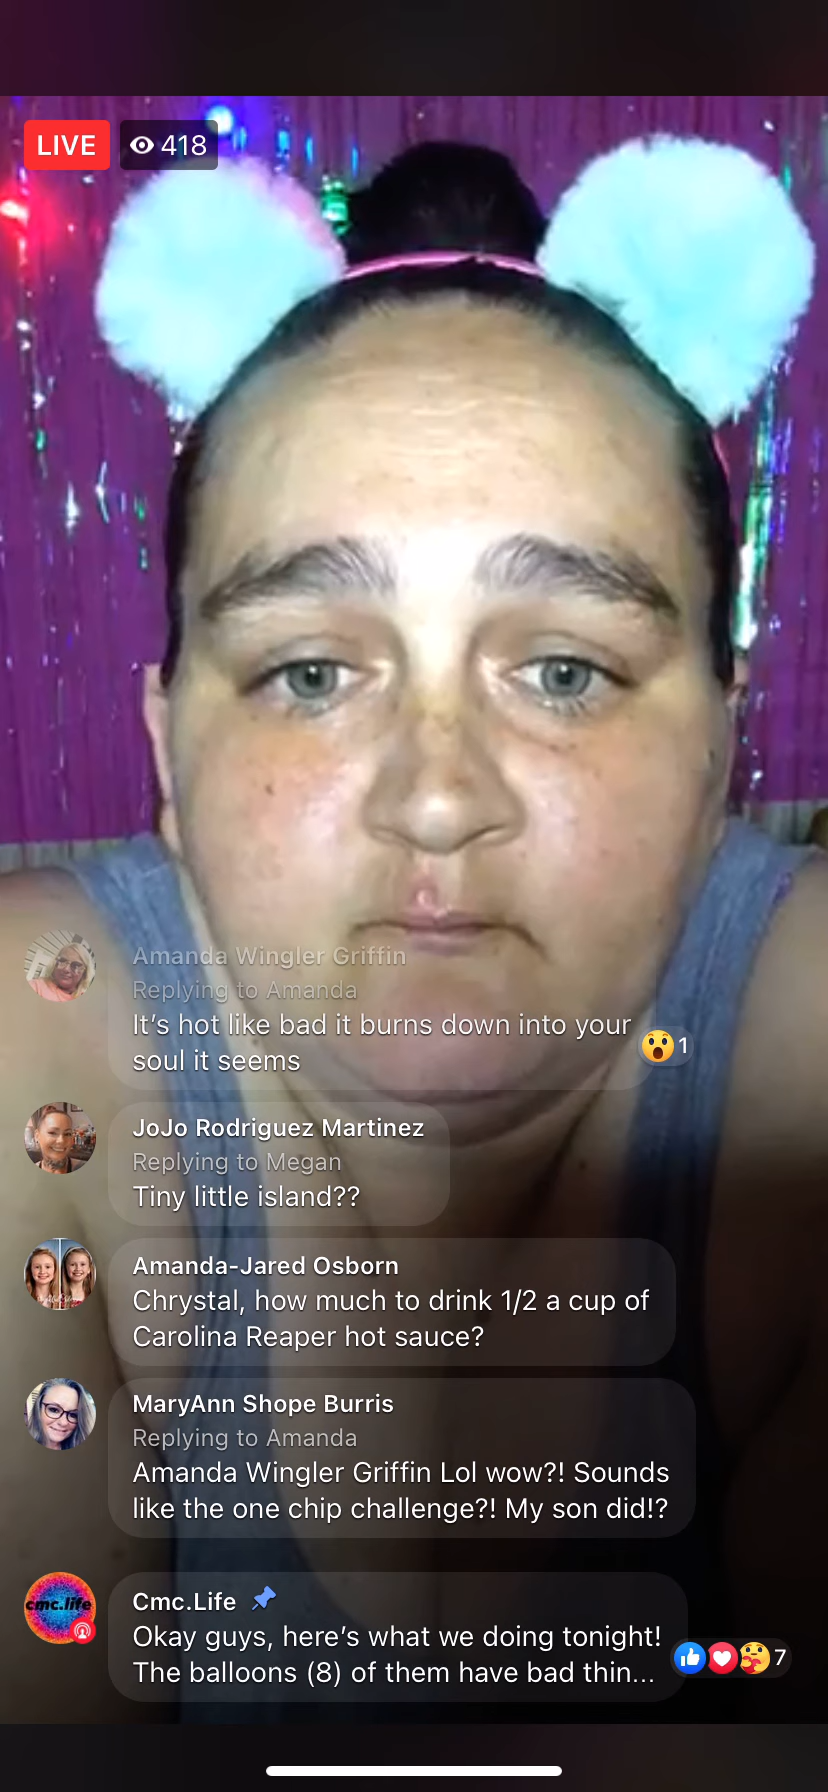 LIVE 418
Amanda Wingler Griffin
Replying to Amanda
It’s hot like bad it burns down into your
soul it seems
1
JoJo Rodriguez Martinez
Replying to Megan
Tiny little island??
Amanda-Jared Osborn
Chrystal, how much to drink 1/2 a cup of
Carolina Reaper hot sauce?
MaryAnn Shope Burris
Replying to Amanda
Amanda Wingler Griffin Lol wow?! Sounds
like the one chip challenge?! My son did!?
cmc.life
Cmc.Life
Okay guys, here’s what we doing tonight!
The balloons (8) of them have bad thin...
7